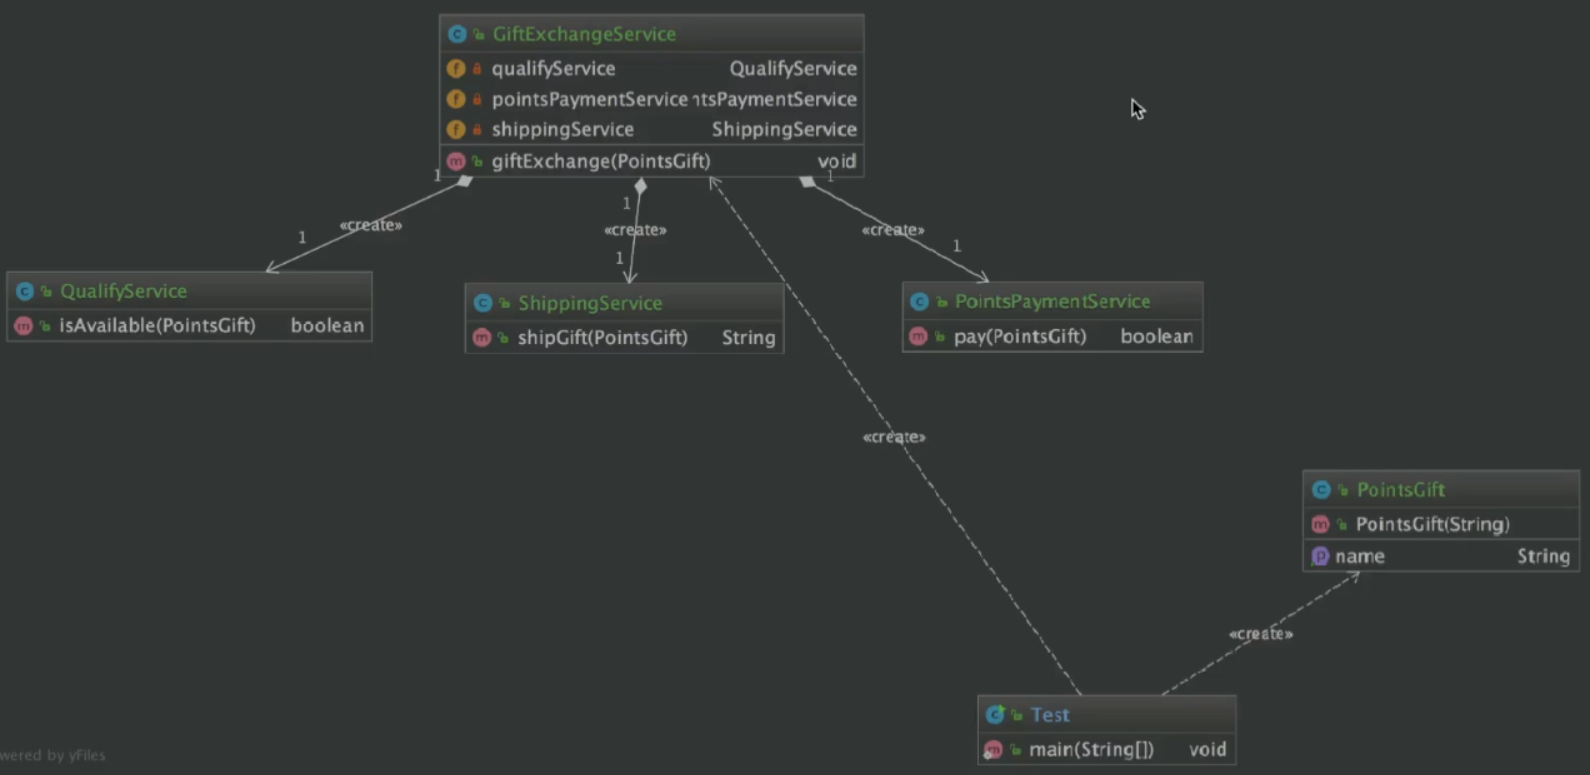 GiftExchangeService
qualifyService QualifyService
pointsPaymentService ntsPaymentService
shippingService ShippingService
giftExchange(PointsGift) void
1 1
1
«create» «create» «create»
1 1 1
QualifyService
isAvailable(PointsGift) boolean
ShippingService
shipGift(PointsGift) String
PointsPaymentService
pay(PointsGift) boolean
«create»
PointsGift
PointsGift(String)
name String
«create»
Test
main(String[]) void
wered by yFiles